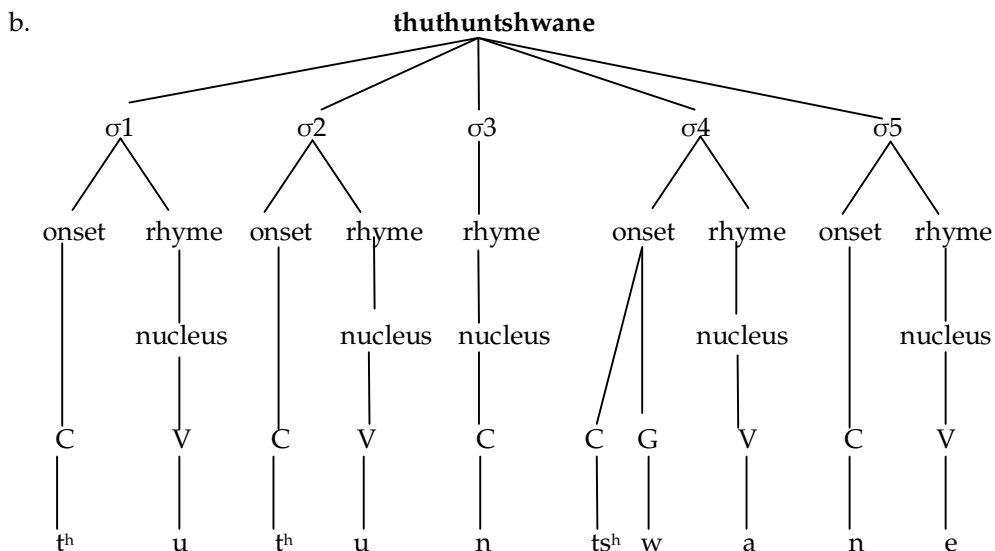 b. thuthuntshwane
σ1 σ2 σ3 σ4 σ5
onset rhyme onset rhyme rhyme onset rhyme onset rhyme
nucleus nucleus nucleus nucleus nucleus
C V C V C C G V C V
tʰ u tʰ u n tsʰ w a n e